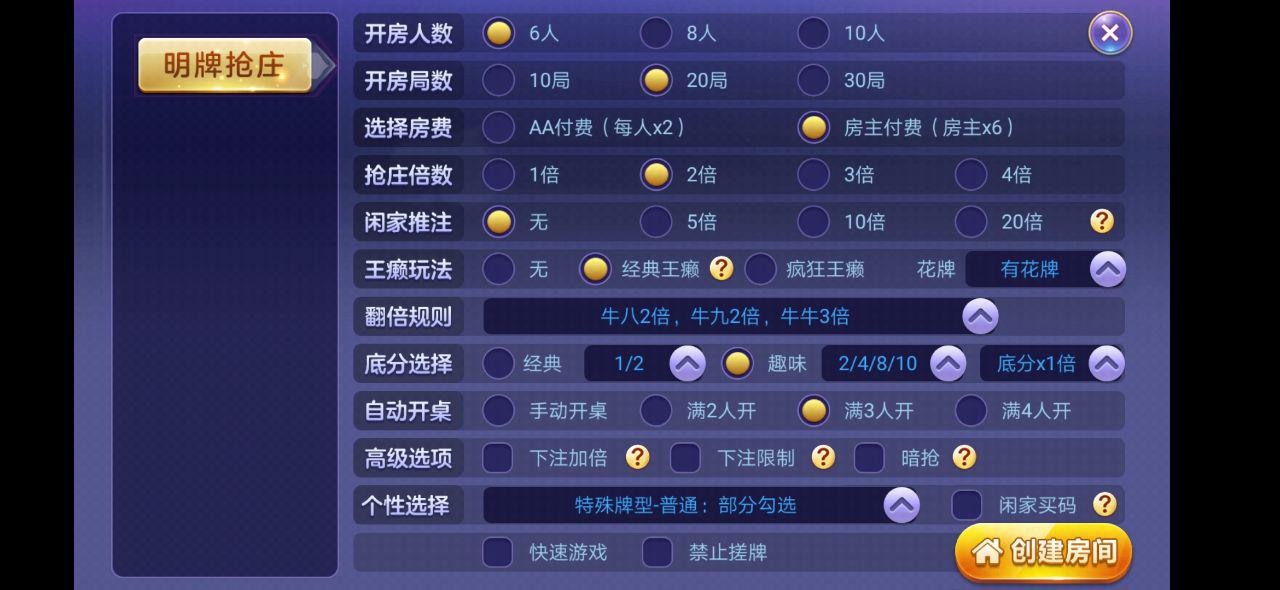 明牌抢庄
开房人数 6人 8人 10人
开房局数 10局 20局 30局
选择房费 AA付费（每人x2） 房主付费（房主x6）
抢庄倍数 1倍 2倍 3倍 4倍
闲家推注 无 5倍 10倍 20倍 ?
王癞玩法 无 经典王癞 ? 疯狂王癞 花牌 有花牌
翻倍规则 牛八2倍，牛九2倍，牛牛3倍
底分选择 经典 1/2 趣味 2/4/8/10 底分x1倍
自动开桌 手动开桌 满2人开 满3人开 满4人开
高级选项 下注加倍 ? 下注限制 ? 暗抢 ?
个性选择 特殊牌型-普通：部分勾选 闲家买码 ?
快速游戏 禁止搓牌 创建房间